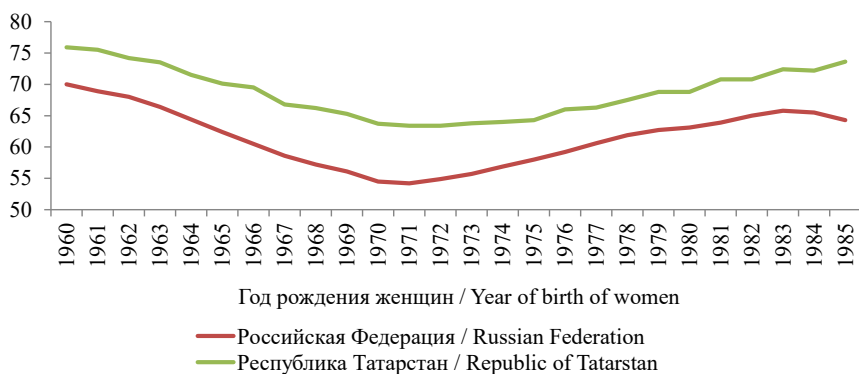 80
75
70
65
60
55
50
1960 1961 1962 1963 1964 1965 1966 1967 1968 1969 1970 1971 1972 1973 1974 1975 1976 1977 1978 1979 1980 1981 1982 1983 1984 1985
Год рождения женщин / Year of birth of women
Российская Федерация / Russian Federation
Республика Татарстан / Republic of Tatarstan